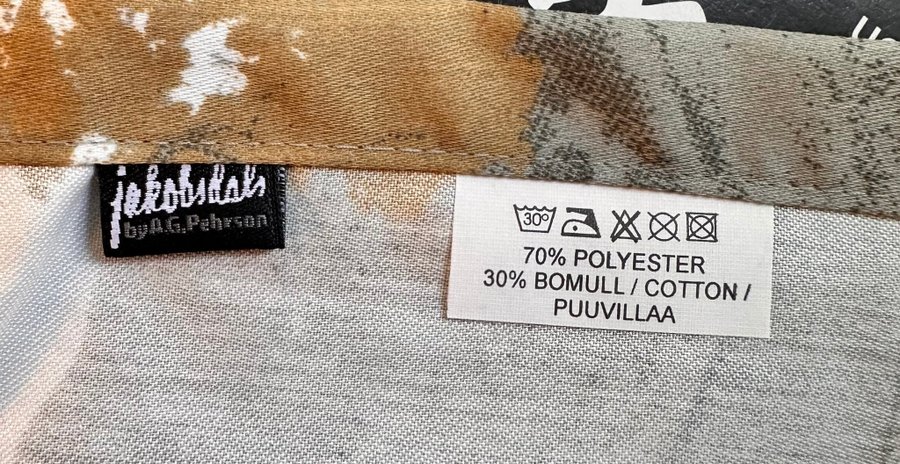 jakobsdals
by A.G. Pehrson
30°
70% POLYESTER
30% BOMULL / COTTON /
PUUVILLAA